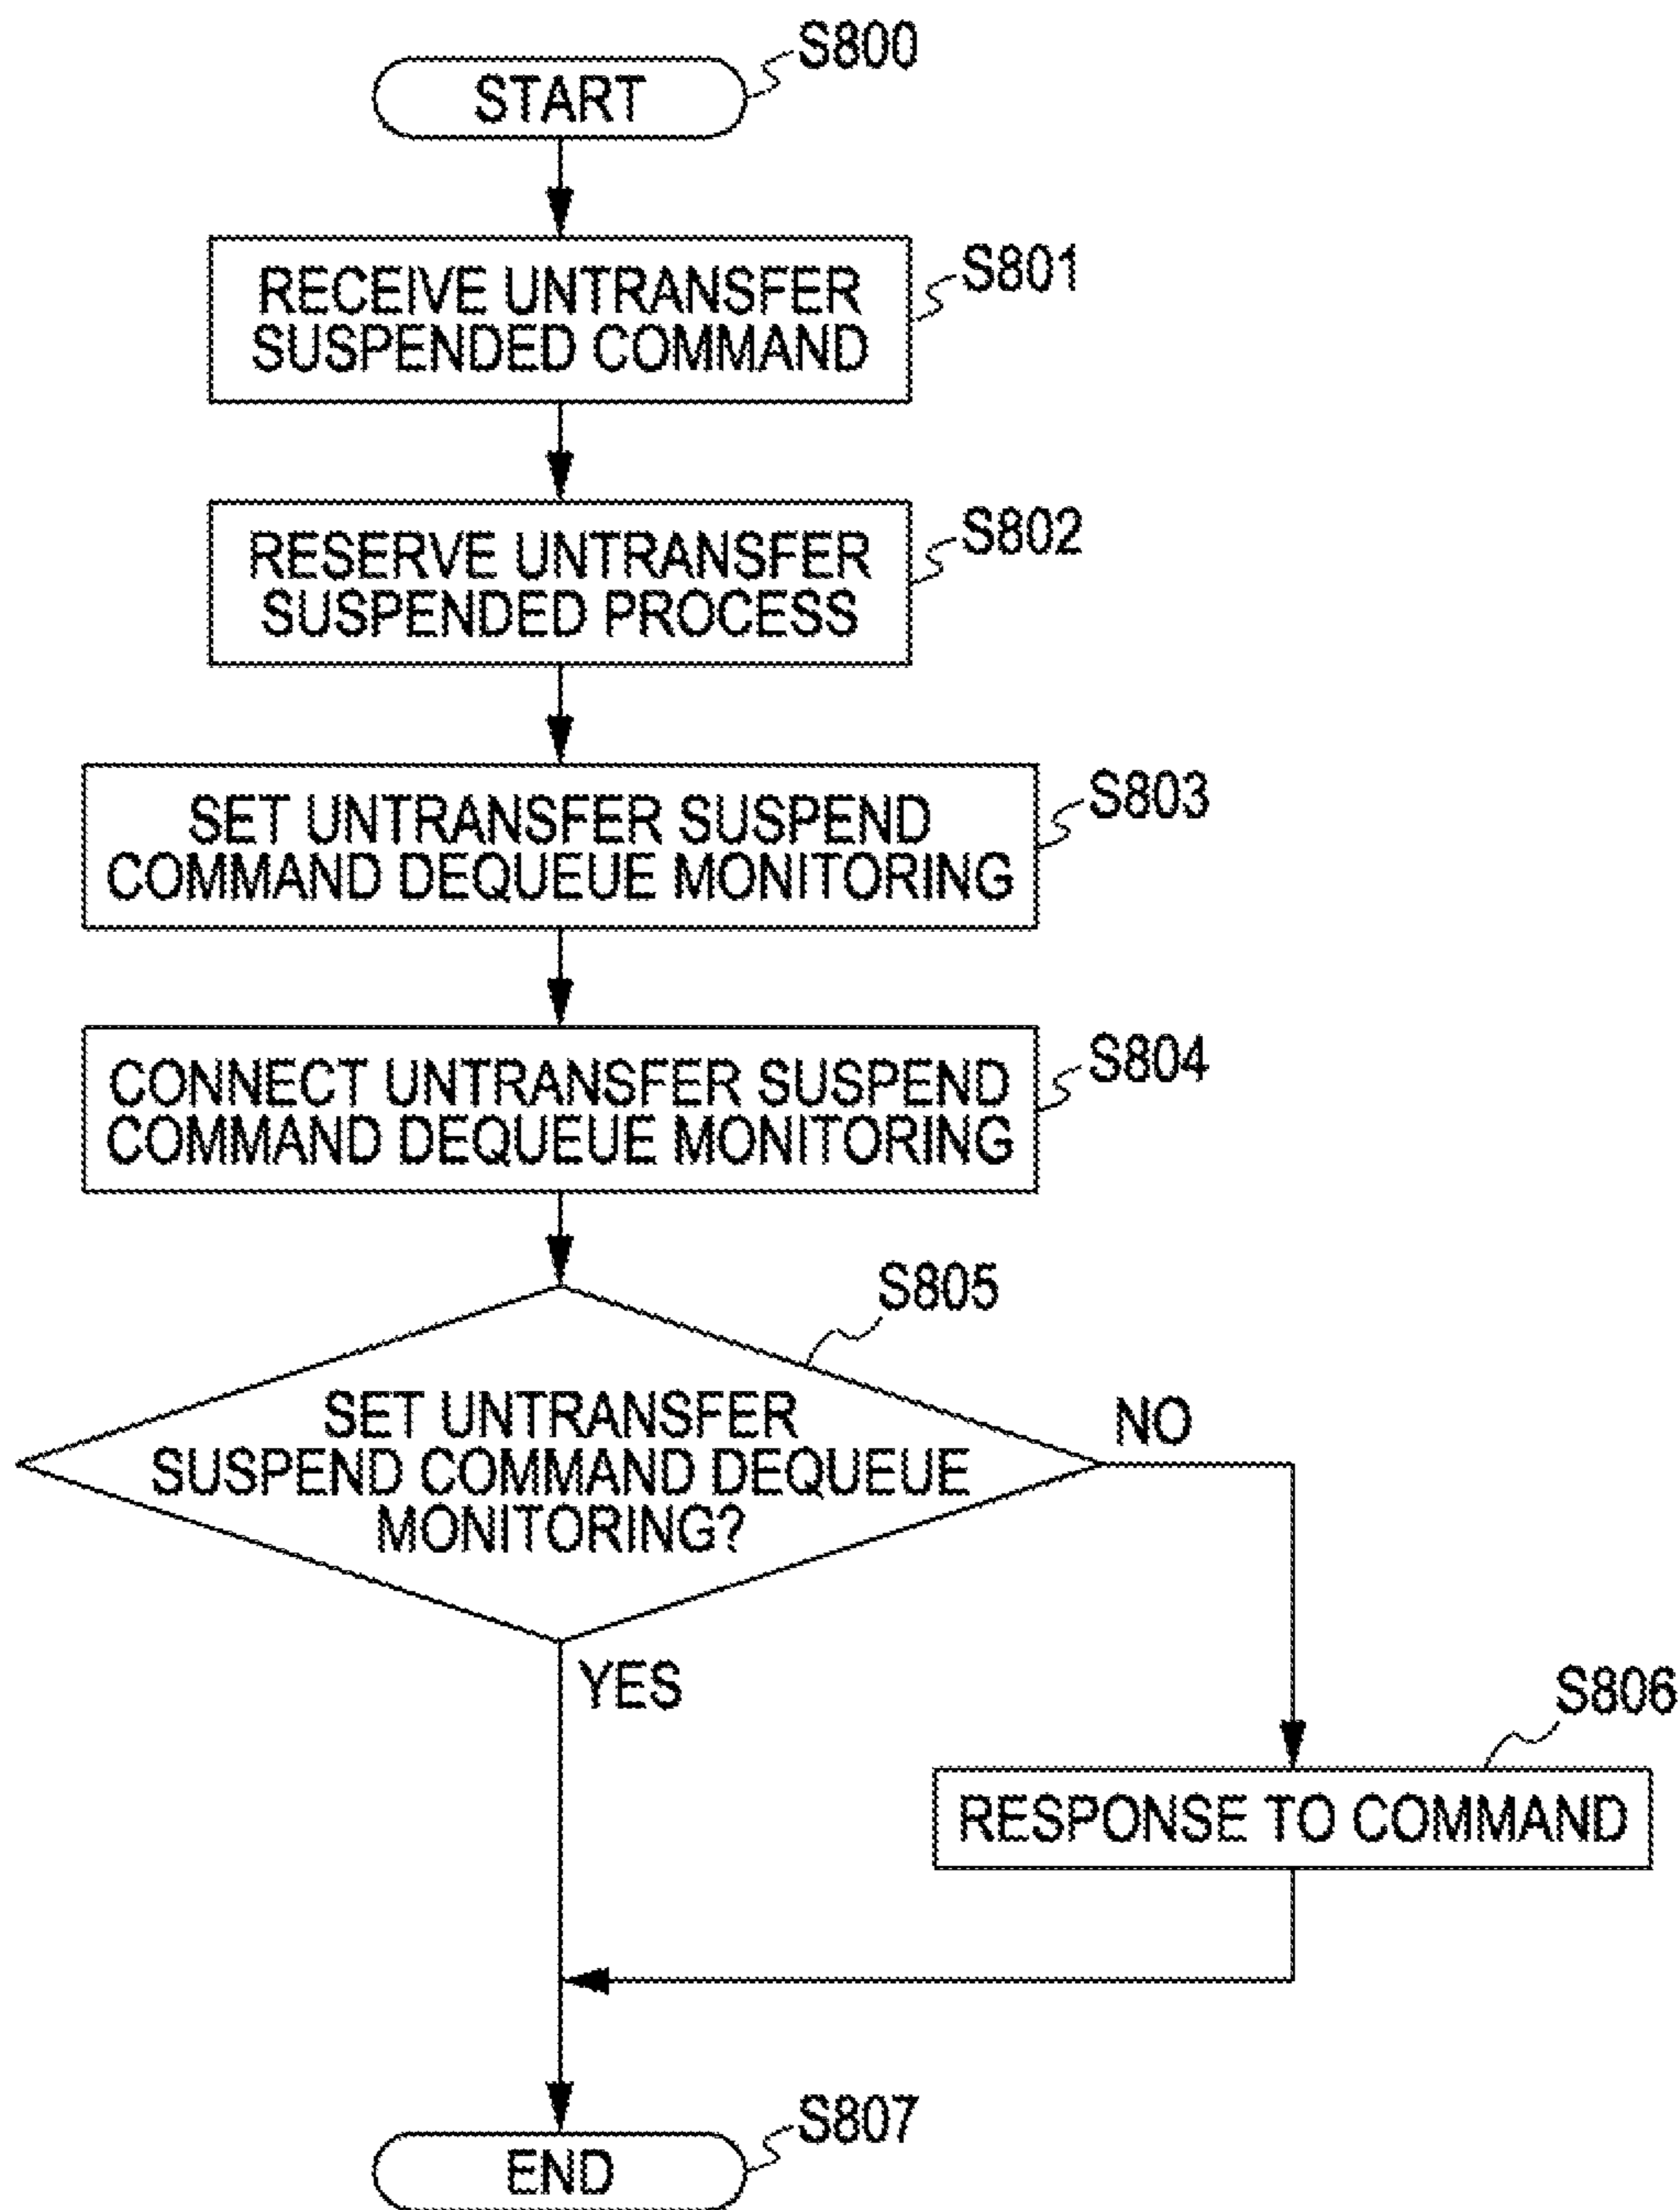 S800
START
S801
RECEIVE UNTRANSFER
SUSPENDED COMMAND
S802
RESERVE UNTRANSFER
SUSPENDED PROCESS
S803
SET UNTRANSFER SUSPEND
COMMAND DEQUEUE MONITORING
S804
CONNECT UNTRANSFER SUSPEND
COMMAND DEQUEUE MONITORING
S805
SET UNTRANSFER
SUSPEND COMMAND DEQUEUE
MONITORING?
NO
YES
S806
RESPONSE TO COMMAND
S807
END